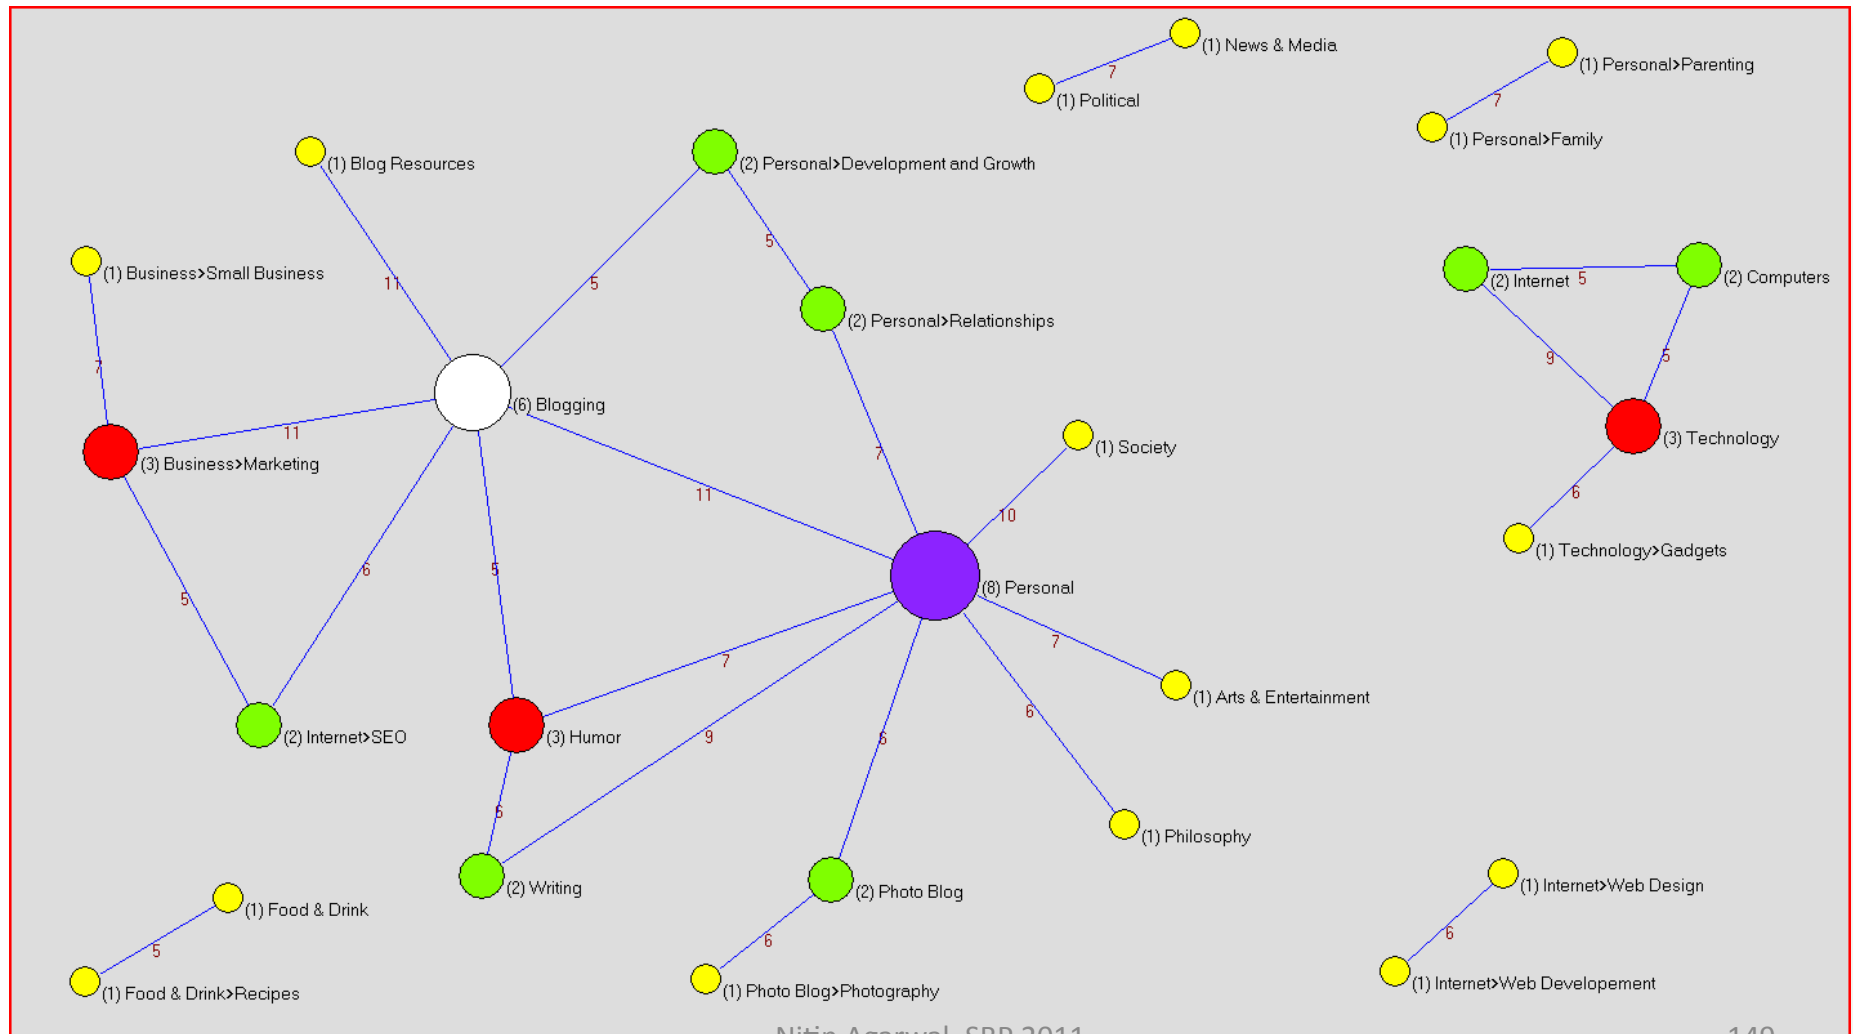 (1) News & Media
7
(1) Political
(1) Personal>Parenting
7
(1) Personal>Family
(1) Blog Resources
(2) Personal>Development and Growth
5
(1) Business>Small Business
11
5
(2) Internet
5
(2) Computers
(2) Personal>Relationships
7
9
5
(6) Blogging
11
(3) Business>Marketing
7
(1) Society
(3) Technology
11
10
6
(1) Technology>Gadgets
6
5
5
(8) Personal
7
7
6
(1) Arts & Entertainment
(2) Internet>SEO
(3) Humor
9
6
6
(1) Philosophy
(2) Writing
(2) Photo Blog
(1) Internet>Web Design
(1) Food & Drink
5
6
6
(1) Food & Drink>Recipes
(1) Photo Blog>Photography
(1) Internet>Web Developement
Nitin Agarwal, SBP 2011